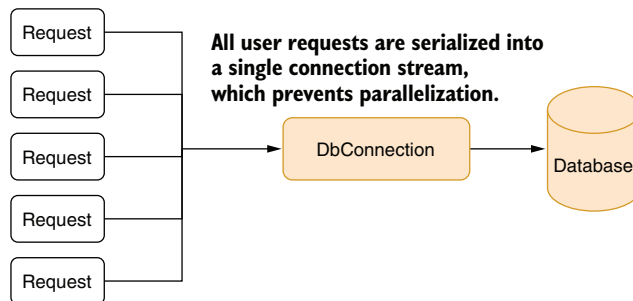 Request
All user requests are serialized into
a single connection stream,
which prevents parallelization.
Request
Request
DbConnection
Database
Request
Request